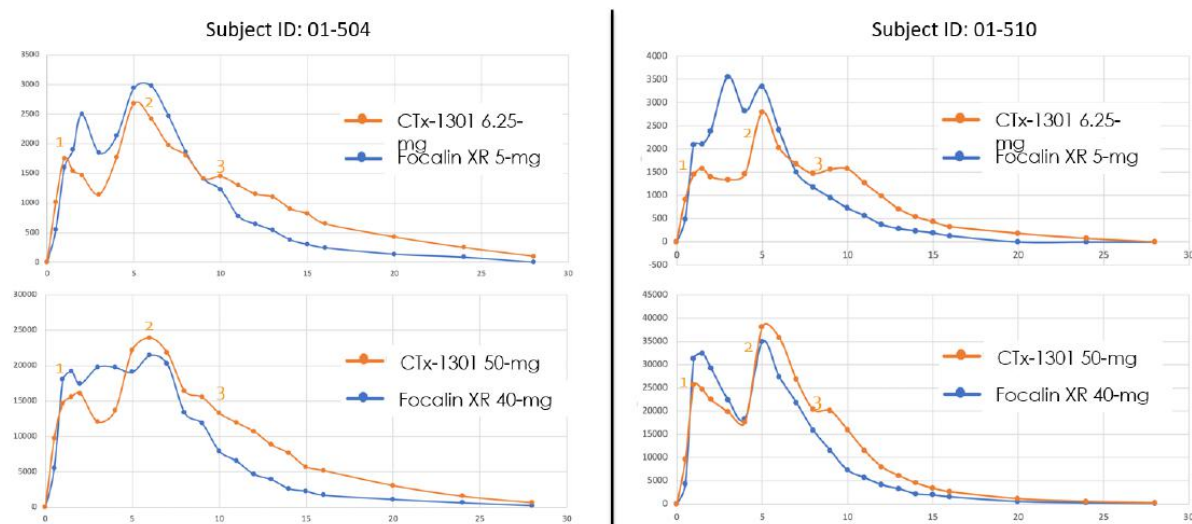 Subject ID: 01-504
3500
3000
2500
2000
1500
1000
500
0
0 5 10 15 20 25 30
1
2
3
CTx-1301 6.25-
mg
Focalin XR 5-mg
30000
25000
20000
15000
10000
5000
0
0 5 10 15 20 25 30
1
2
3
CTx-1301 50-mg
Focalin XR 40-mg
Subject ID: 01-510
4000
3500
3000
2500
2000
1500
1000
500
0
-500
0 5 10 15 20 25 30
1
2
3
CTx-1301 6.25-
mg
Focalin XR 5-mg
45000
40000
35000
30000
25000
20000
15000
10000
5000
0
0 5 10 15 20 25 30
1
2
3
CTx-1301 50-mg
Focalin XR 40-mg